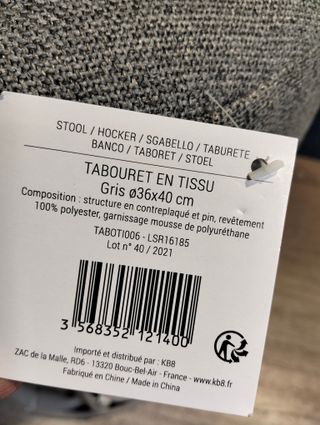 STOOL / HOCKER / SGABELLO / TABURETE
BANCO / TABORET / STOEL
TABOURET EN TISSU
Gris ø36x40 cm
Composition : structure en contreplaqué et pin, revêtement
100% polyester, garnissage mousse de polyuréthane
TABOTI006 - LSR16185
Lot n° 40 / 2021
3 568352 121400
Importé et distribué par : KB8
ZAC de la Malle, RD6 - 13320 Bouc-Bel-Air - France - www.kb8.fr
Fabriqué en Chine / Made in China